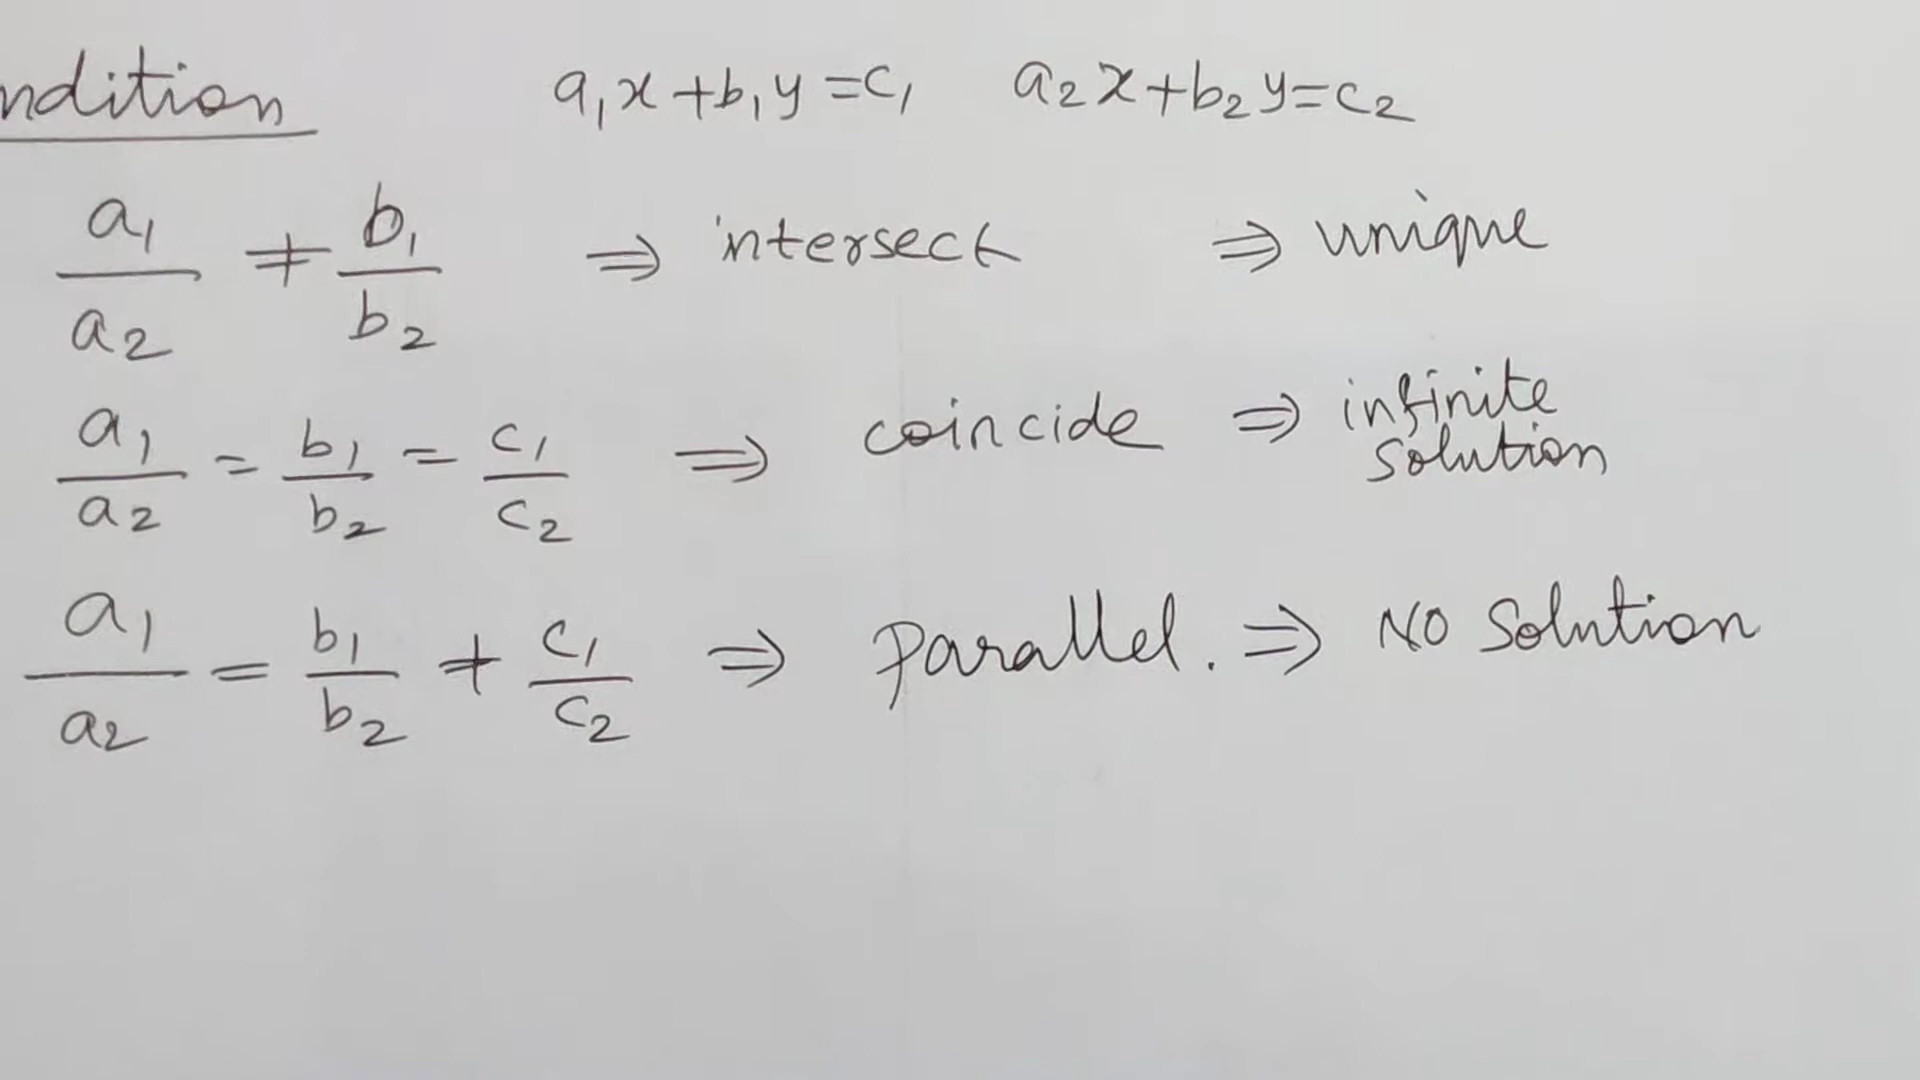 ndition a₁x+b₁y=c₁ a₂x+b₂y=c₂
a₁/a₂ ≠ b₁/b₂ ⇒ intersect ⇒ unique
a₁/a₂ = b₁/b₂ = c₁/c₂ ⇒ coincide ⇒ infinite solution
a₁/a₂ = b₁/b₂ ≠ c₁/c₂ ⇒ parallel. ⇒ NO Solution